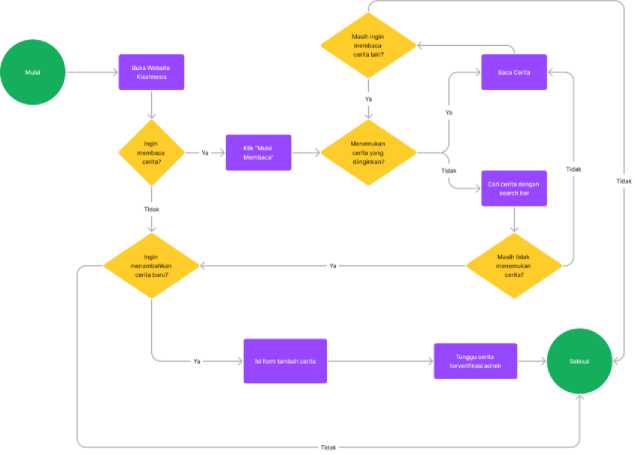 Masih ingin
membaca
cerita lain?
Mulai
Buka Website
Baca Cerita
Ya
Ya
Ingin
membaca
cerita?
Ya
Klik "Mulai
Membaca"
Menemukan
cerita yang
diinginkan?
Tidak
Tidak
Tidak
Cari cerita dengan
search bar
Tidak
Ingin
menambahkan
cerita baru?
Ya
Masih tidak
menemukan
cerita?
Ya
Isi form tambah cerita
Tunggu cerita
terverifikasi admin
Selesai
Tidak